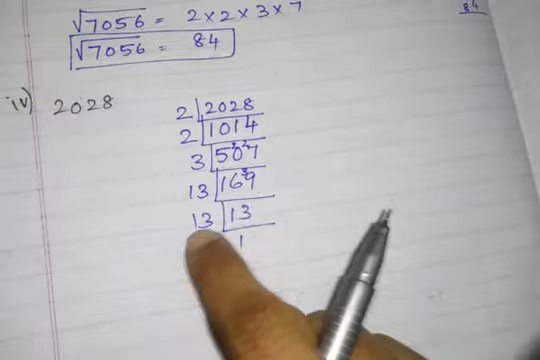 √7056 = 2 × 2 × 3 × 7
√7056 = 84
84
iv) 2028
2 | 2028
2 | 1014
3 | 507
13 | 169
13 | 13
1